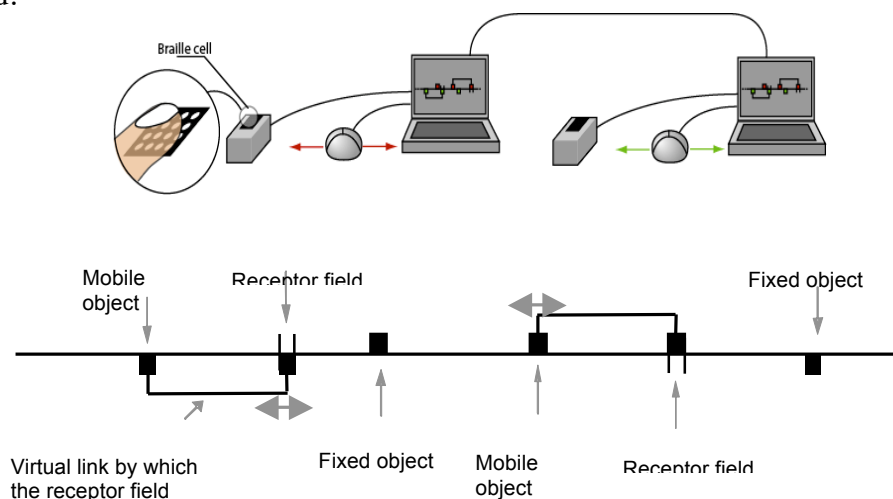 Braille cell
Mobile
object
Receptor field
Fixed object
Virtual link by which
the receptor field
Fixed object
Mobile
object
Receptor field